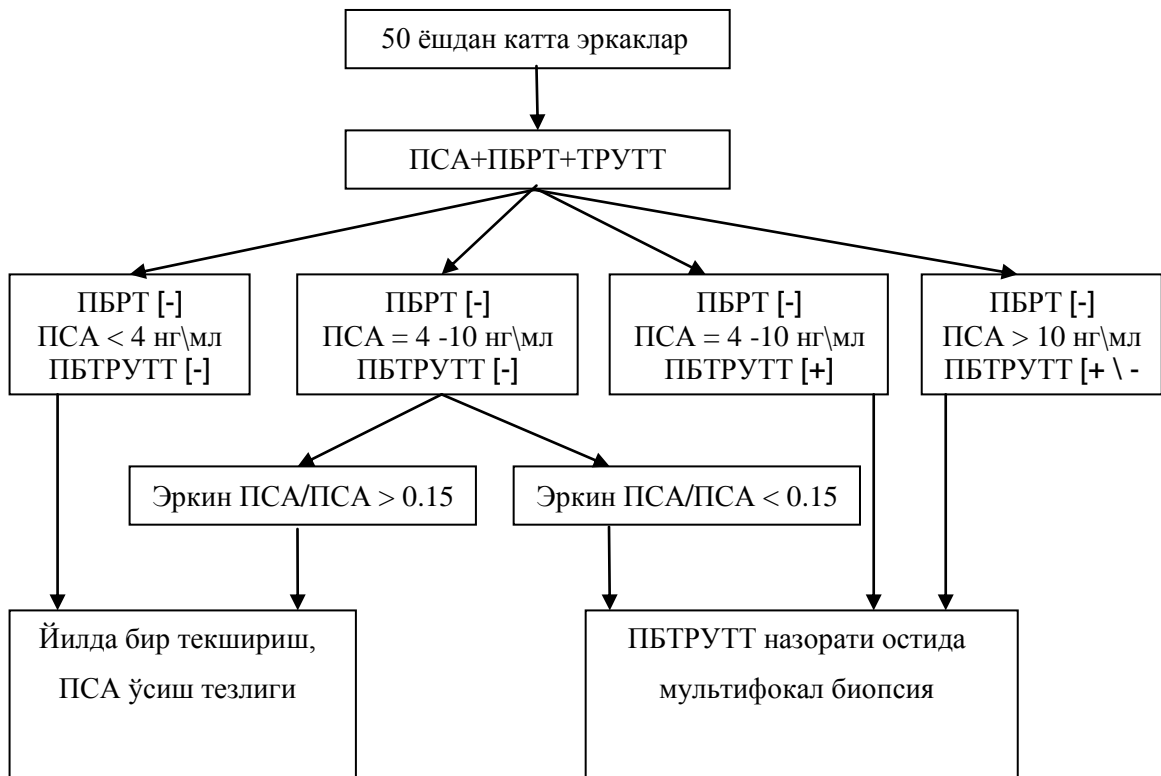 50 ёшдан катта эркаклар
ПСА+ПБРТ+ТРУТТ
ПБРТ [-]
ПСА < 4 нг\мл
ПБТРУТТ [-]
ПБРТ [-]
ПСА = 4 -10 нг\мл
ПБТРУТТ [-]
ПБРТ [-]
ПСА = 4 -10 нг\мл
ПБТРУТТ [+]
ПБРТ [-]
ПСА > 10 нг\мл
ПБТРУТТ [+ \ -
Эркин ПСА/ПСА > 0.15
Эркин ПСА/ПСА < 0.15
Йилда бир текшириш,
ПСА ўсиш тезлиги
ПБТРУТТ назорати остида
мультифокал биопсия